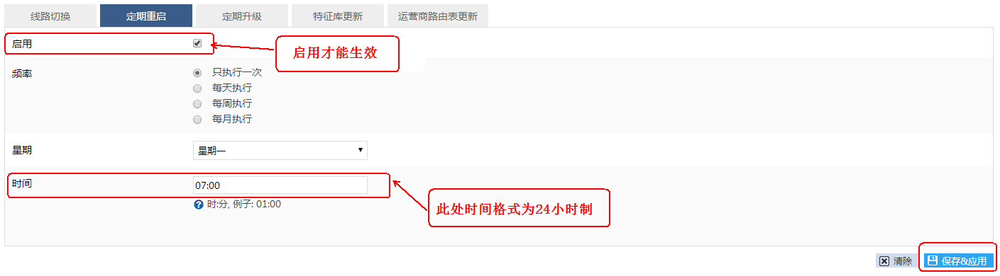 线路切换 定期重启 定期升级 特征库更新 运营商路由表更新
启用
启用才能生效
频率
只执行一次
每天执行
每周执行
每月执行
星期
星期一
时间
07:00
时:分, 例子: 01:00
此处时间格式为24小时制
清除 保存&应用